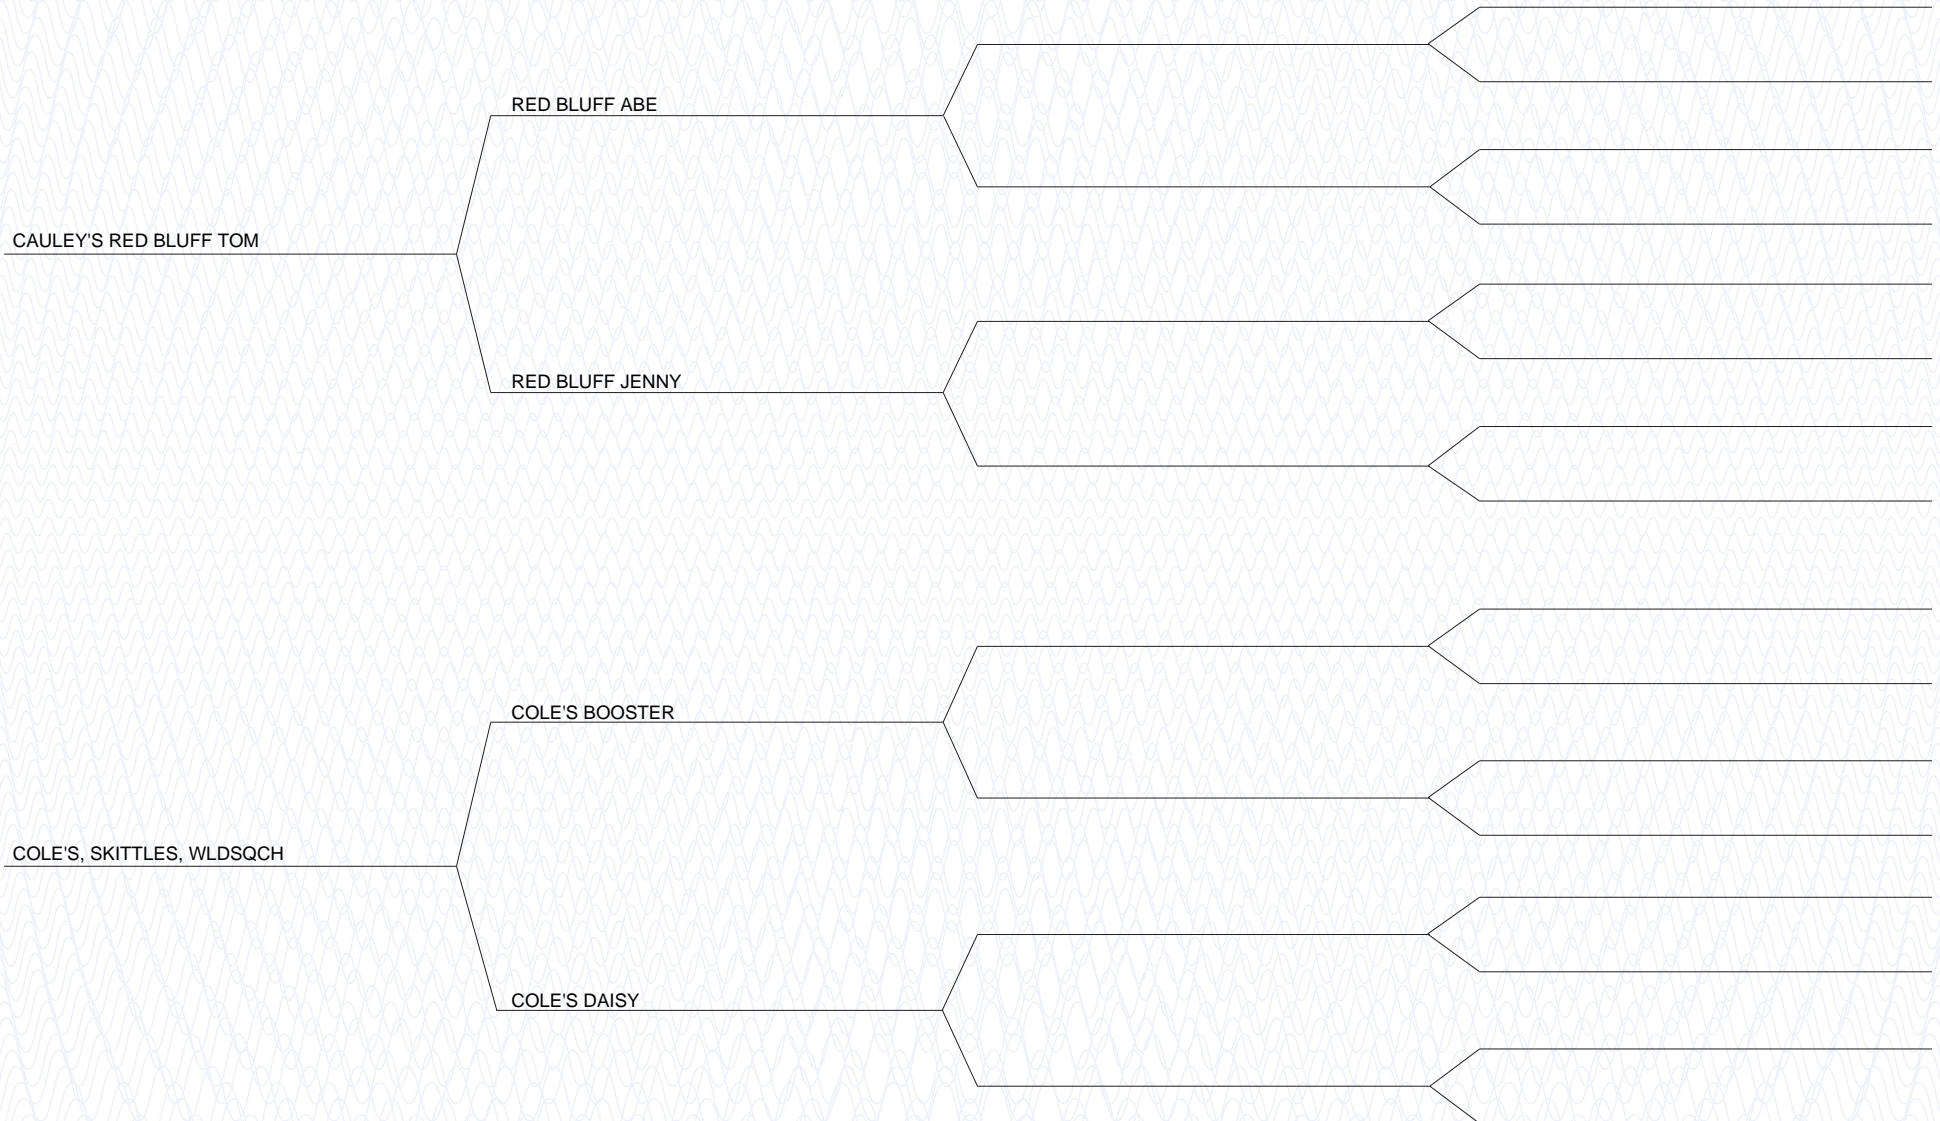 RED BLUFF ABE
CAULEY'S RED BLUFF TOM
RED BLUFF JENNY
COLE'S BOOSTER
COLE'S, SKITTLES, WLDSQCH
COLE'S DAISY